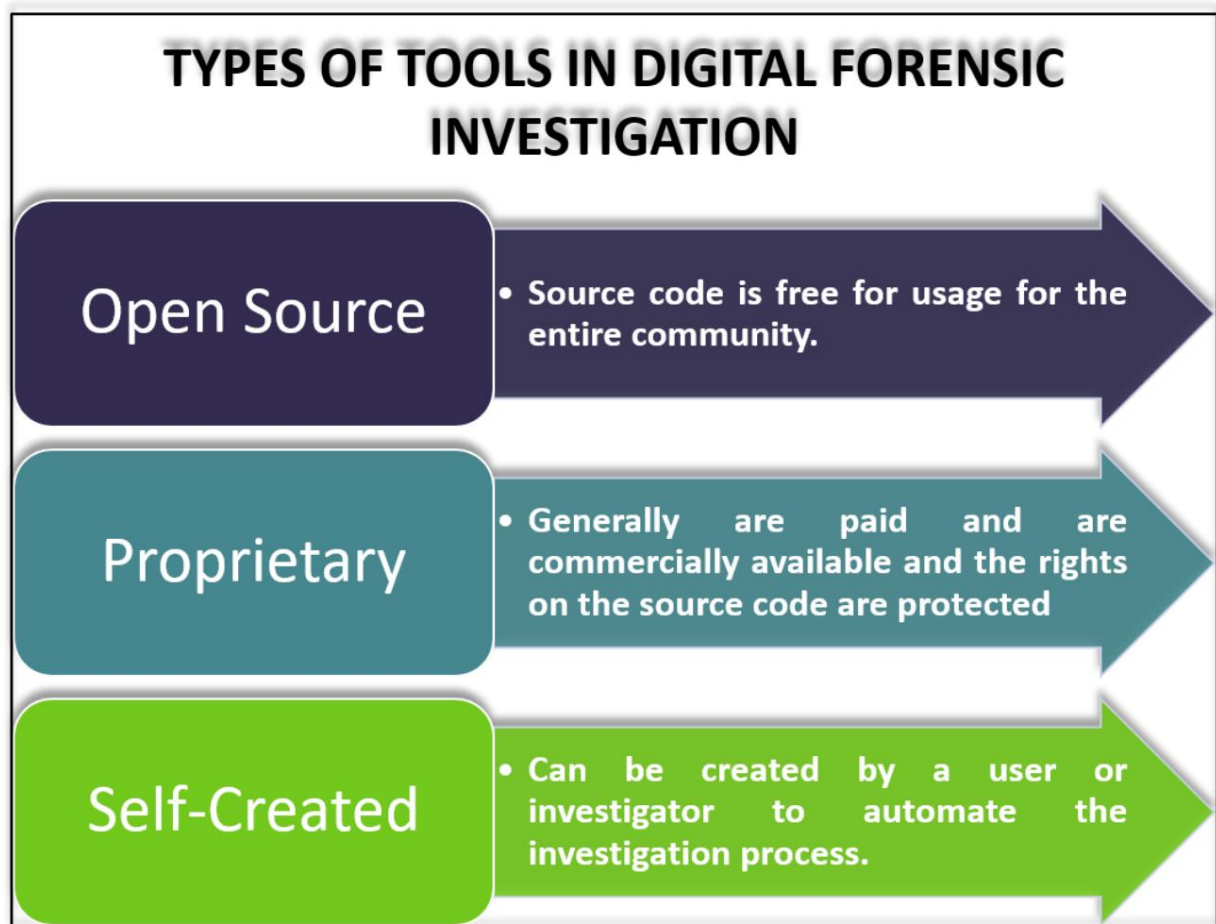 TYPES OF TOOLS IN DIGITAL FORENSIC
INVESTIGATION
Open Source
• Source code is free for usage for the
entire community.
Proprietary
• Generally are paid and are
commercially available and the rights
on the source code are protected
Self-Created
• Can be created by a user or
investigator to automate the
investigation process.